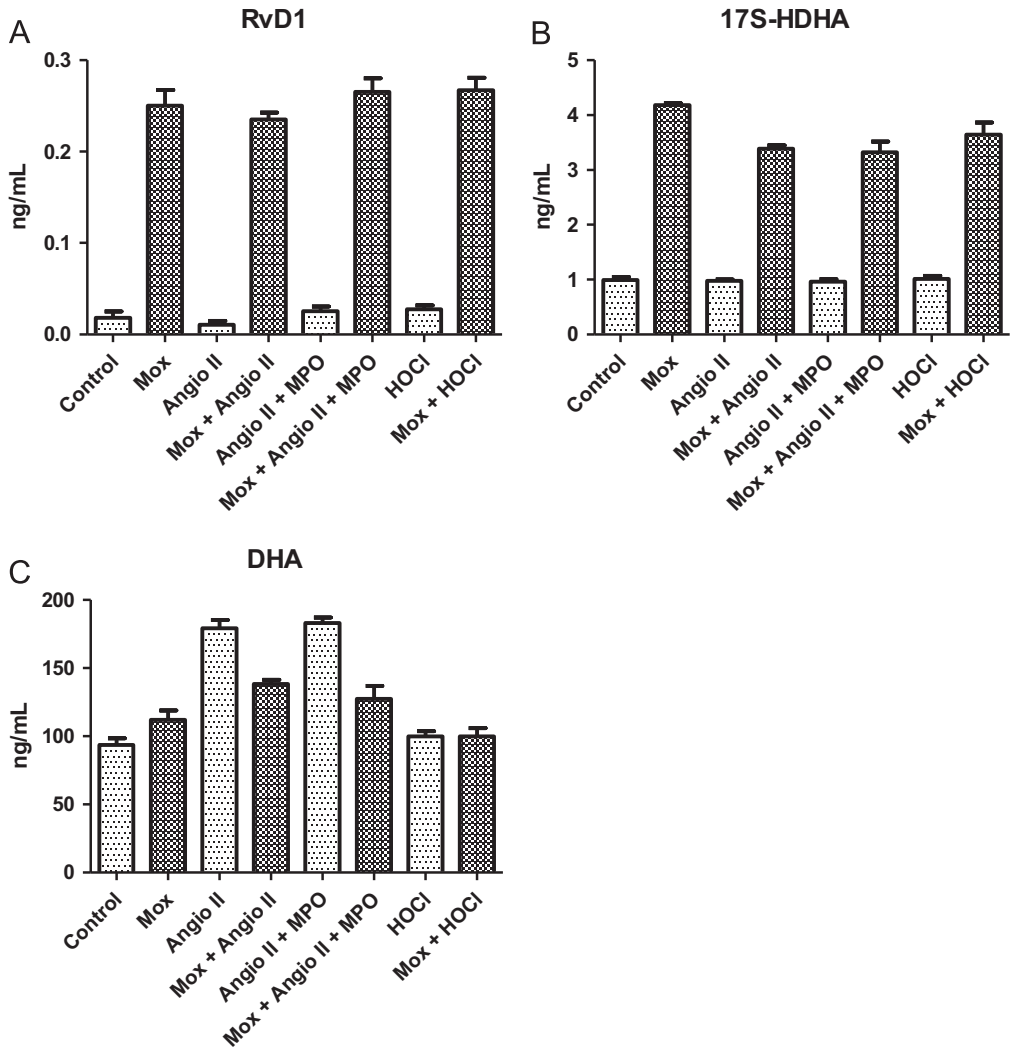 A
RvD1
ng/mL
0.3
0.2
0.1
0.0
Control
Mox
Angio II
Mox + Angio II
Angio II + MPO
Mox + Angio II + MPO
HOCl
Mox + HOCl
B
17S-HDHA
ng/mL
5
4
3
2
1
0
Control
Mox
Angio II
Mox + Angio II
Angio II + MPO
Mox + Angio II + MPO
HOCl
Mox + HOCl
C
DHA
ng/mL
200
150
100
50
0
Control
Mox
Angio II
Mox + Angio II
Angio II + MPO
Mox + Angio II + MPO
HOCl
Mox + HOCl